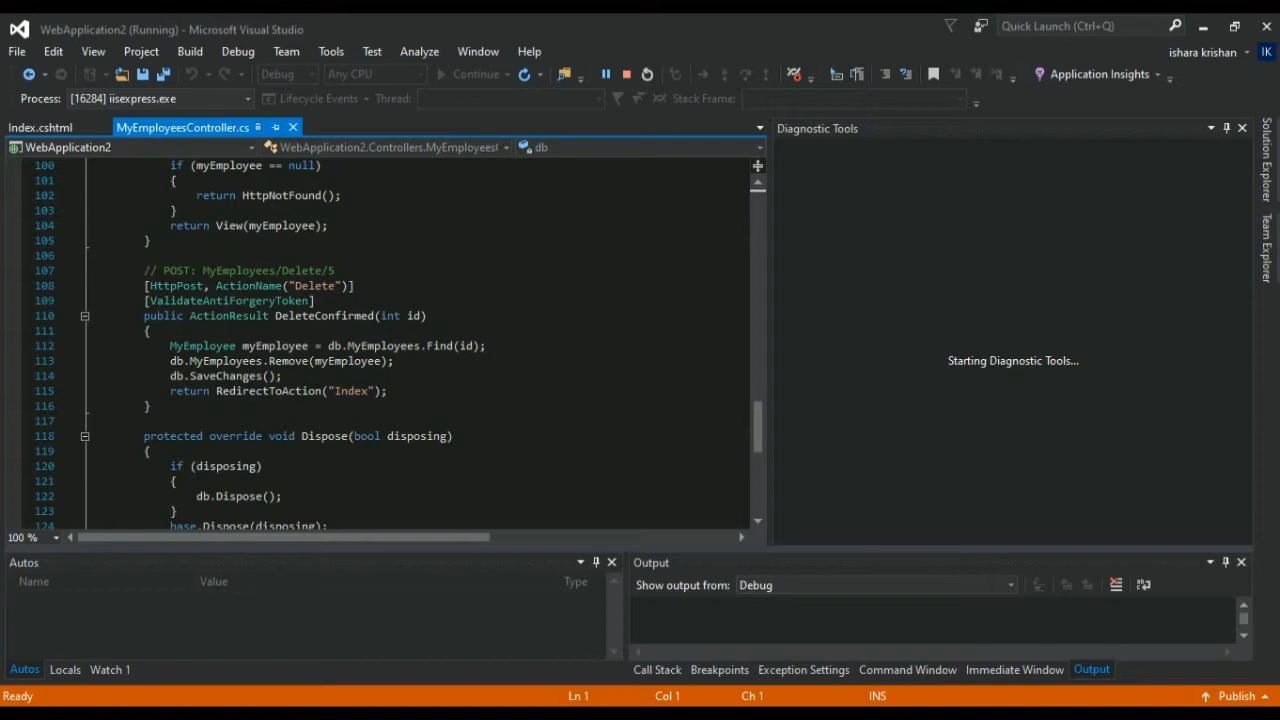 WebApplication2 (Running) - Microsoft Visual Studio
Quick Launch (Ctrl+Q)
File Edit View Project Build Debug Team Tools Test Analyze Window Help
ishara krishan IK
Debug Any CPU Continue Application Insights
Process: [16284] iisexpress.exe Lifecycle Events Thread: Stack Frame:
Index.cshtml MyEmployeesController.cs Diagnostic Tools
WebApplication2 WebApplication2.Controllers.MyEmployees db
100 if (myEmployee == null)
101 {
102 return HttpNotFound();
103 }
104 return View(myEmployee);
105 }
106
107 // POST: MyEmployees/Delete/5
108 [HttpPost, ActionName("Delete")]
109 [ValidateAntiForgeryToken]
110 public ActionResult DeleteConfirmed(int id)
111 {
112 MyEmployee myEmployee = db.MyEmployees.Find(id);
113 db.MyEmployees.Remove(myEmployee);
114 db.SaveChanges();
115 return RedirectToAction("Index");
116 }
117
118 protected override void Dispose(bool disposing)
119 {
120 if (disposing)
121 {
122 db.Dispose();
123 }
124 base.Dispose(disposing);
100 %
Starting Diagnostic Tools...
Solution Explorer
Team Explorer
Autos
Name Value Type
Autos Locals Watch 1
Output
Show output from: Debug
Call Stack Breakpoints Exception Settings Command Window Immediate Window Output
Ready Ln 1 Col 1 Ch 1 INS Publish